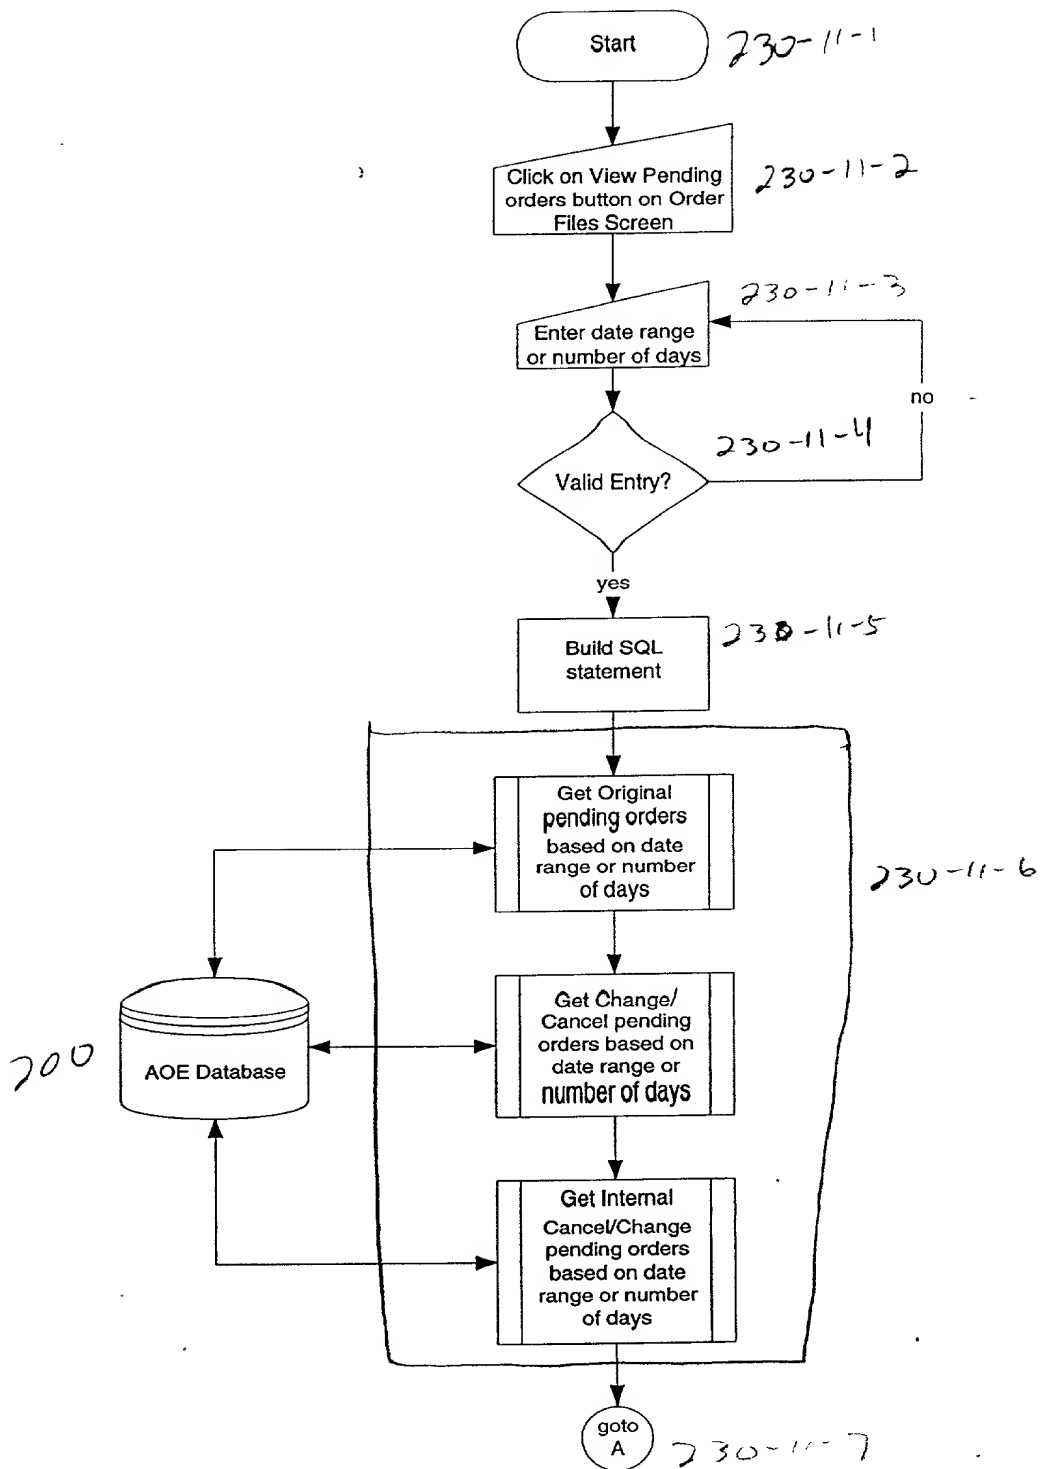 Start
230-11-1
Click on View Pending
orders button on Order
Files Screen
230-11-2
230-11-3
Enter date range
or number of days
no
230-11-4
Valid Entry?
yes
Build SQL
statement
230-11-5
Get Original
pending orders
based on date
range or number
of days
230-11-6
Get Change/
Cancel pending
orders based on
date range or
number of days
200
AOE Database
Get Internal
Cancel/Change
pending orders
based on date
range or number
of days
goto
A
230-11-7